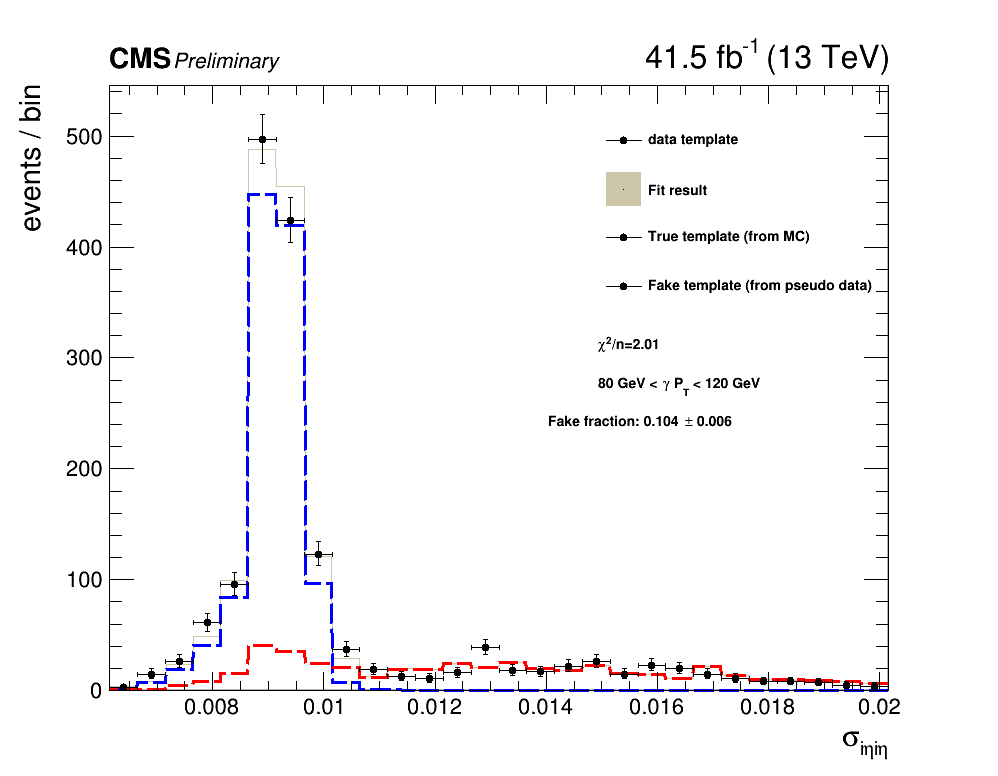 CMS Preliminary
41.5 fb⁻¹ (13 TeV)
events / bin
500
400
300
200
100
0
data template
Fit result
True template (from MC)
Fake template (from pseudo data)
χ²/n=2.01
80 GeV < γ P_T < 120 GeV
Fake fraction: 0.104 ± 0.006
0.008 0.01 0.012 0.014 0.016 0.018 0.02
σ_iηiη